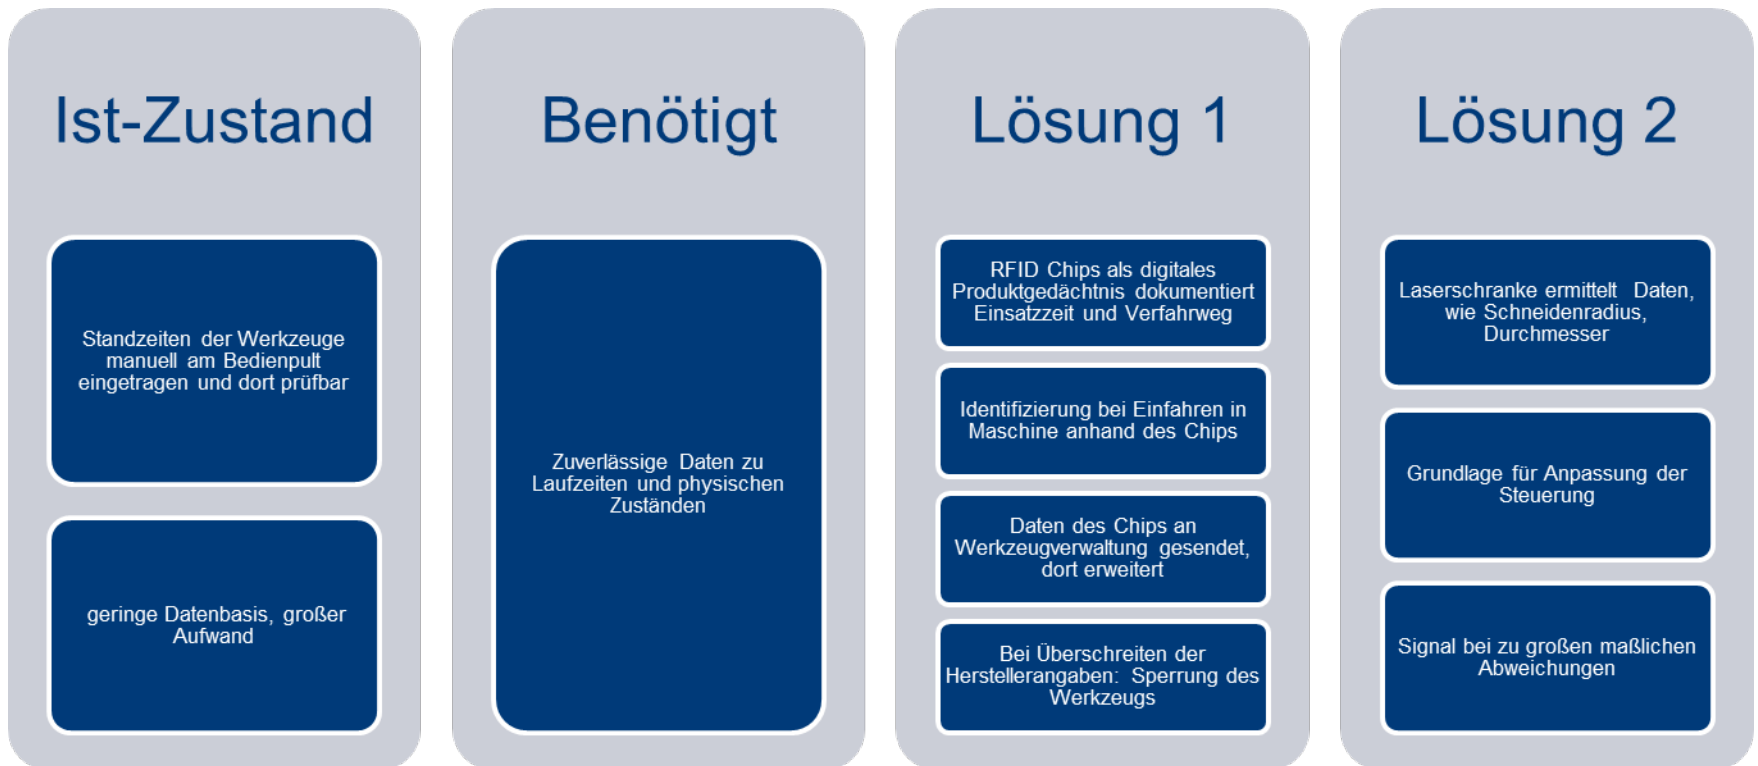 Ist-Zustand
Standzeiten der Werkzeuge
manuell am Bedienpult
eingetragen und dort prüfbar
geringe Datenbasis, großer
Aufwand
Benötigt
Zuverlässige Daten zu
Laufzeiten und physischen
Zuständen
Lösung 1
RFID Chips als digitales
Produktgedächtnis dokumentiert
Einsatzzeit und Verfahrweg
Identifizierung bei Einfahren in
Maschine anhand des Chips
Daten des Chips an
Werkzeugverwaltung gesendet,
dort erweitert
Bei Überschreiten der
Herstellerangaben: Sperrung des
Werkzeugs
Lösung 2
Laserschranke ermittelt Daten,
wie Schneidenradius,
Durchmesser
Grundlage für Anpassung der
Steuerung
Signal bei zu großen maßlichen
Abweichungen